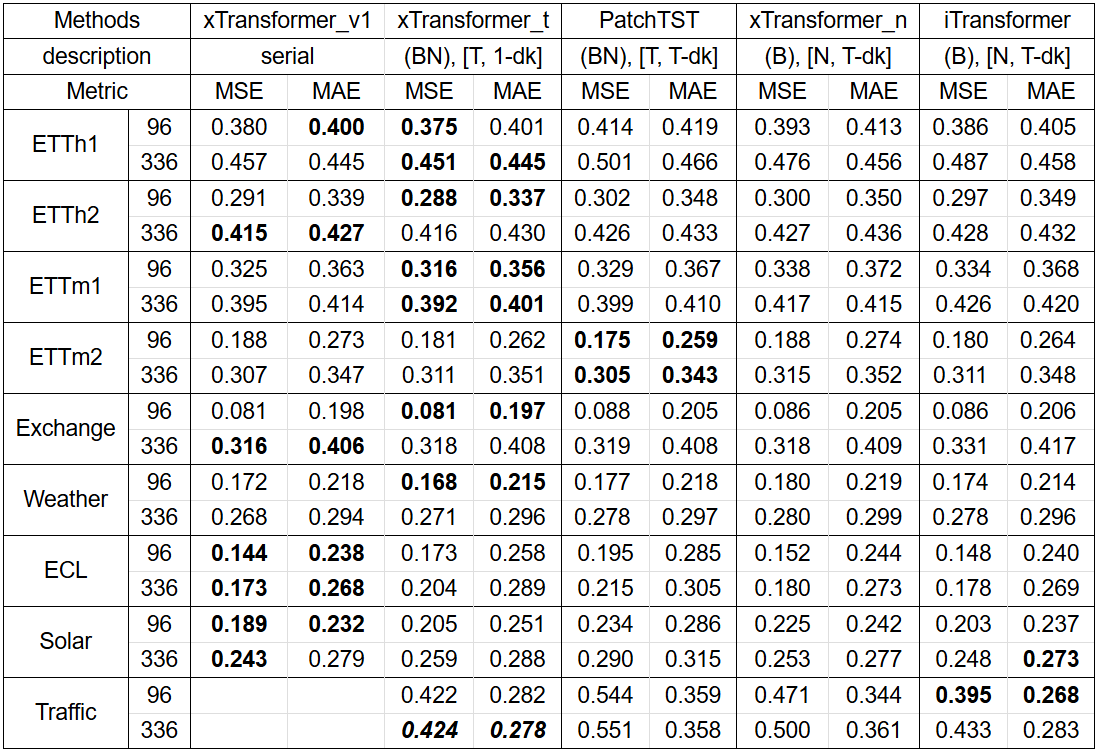 Methods xTransformer_v1 xTransformer_t PatchTST xTransformer_n iTransformer
description serial (BN), [T, 1-dk] (BN), [T, T-dk] (B), [N, T-dk] (B), [N, T-dk]
Metric MSE MAE MSE MAE MSE MAE MSE MAE MSE MAE
ETTh1 96 0.380 0.400 0.375 0.401 0.414 0.419 0.393 0.413 0.386 0.405
336 0.457 0.445 0.451 0.445 0.501 0.466 0.476 0.456 0.487 0.458
ETTh2 96 0.291 0.339 0.288 0.337 0.302 0.348 0.300 0.350 0.297 0.349
336 0.415 0.427 0.416 0.430 0.426 0.433 0.427 0.436 0.428 0.432
ETTm1 96 0.325 0.363 0.316 0.356 0.329 0.367 0.338 0.372 0.334 0.368
336 0.395 0.414 0.392 0.401 0.399 0.410 0.417 0.415 0.426 0.420
ETTm2 96 0.188 0.273 0.181 0.262 0.175 0.259 0.188 0.274 0.180 0.264
336 0.307 0.347 0.311 0.351 0.305 0.343 0.315 0.352 0.311 0.348
Exchange 96 0.081 0.198 0.081 0.197 0.088 0.205 0.086 0.205 0.086 0.206
336 0.316 0.406 0.318 0.408 0.319 0.408 0.318 0.409 0.331 0.417
Weather 96 0.172 0.218 0.168 0.215 0.177 0.218 0.180 0.219 0.174 0.214
336 0.268 0.294 0.271 0.296 0.278 0.297 0.280 0.299 0.278 0.296
ECL 96 0.144 0.238 0.173 0.258 0.195 0.285 0.152 0.244 0.148 0.240
336 0.173 0.268 0.204 0.289 0.215 0.305 0.180 0.273 0.178 0.269
Solar 96 0.189 0.232 0.205 0.251 0.234 0.286 0.225 0.242 0.203 0.237
336 0.243 0.279 0.259 0.288 0.290 0.315 0.253 0.277 0.248 0.273
Traffic 96 0.422 0.282 0.544 0.359 0.471 0.344 0.395 0.268
336 0.424 0.278 0.551 0.358 0.500 0.361 0.433 0.283